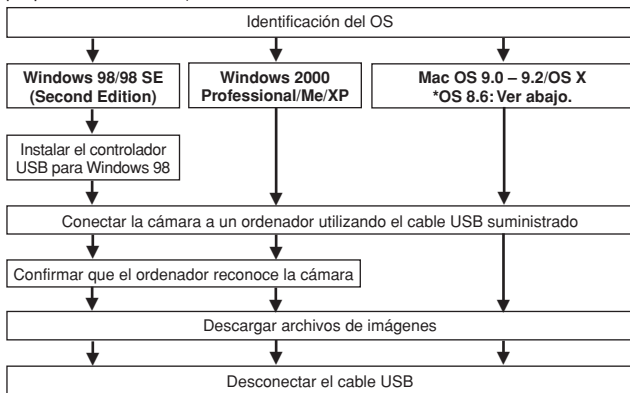 Identificación del OS
Windows 98/98 SE
(Second Edition)
Windows 2000
Professional/Me/XP
Mac OS 9.0 – 9.2/OS X
*OS 8.6: Ver abajo.
Instalar el controlador
USB para Windows 98
Conectar la cámara a un ordenador utilizando el cable USB suministrado
Confirmar que el ordenador reconoce la cámara
Descargar archivos de imágenes
Desconectar el cable USB